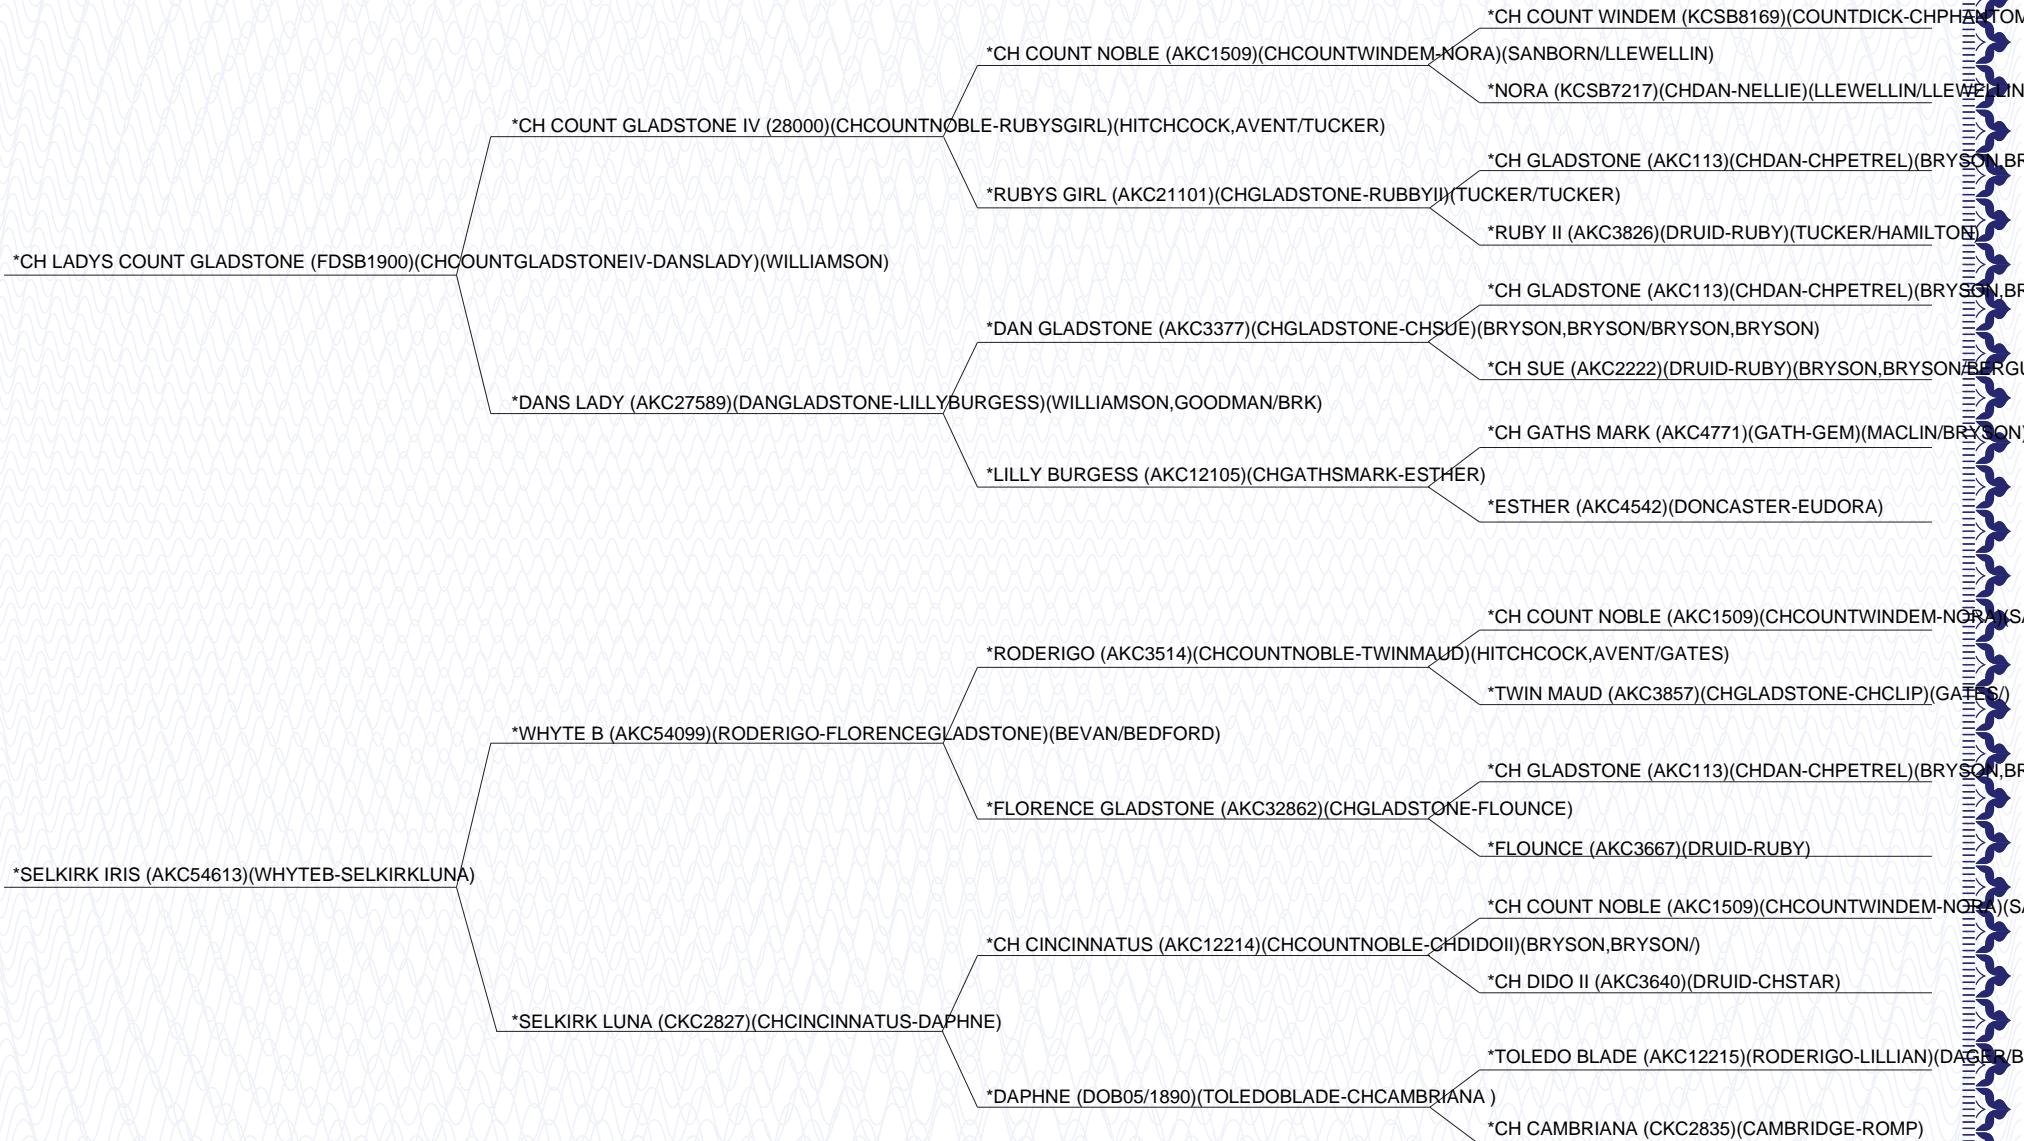 *CH COUNT WINDEM (KCSB8169)(COUNTDICK-CHPHANTOM
*CH COUNT NOBLE (AKC1509)(CHCOUNTWINDEM-NORA)(SANBORN/LLEWELLIN)
*NORA (KCSB7217)(CHDAN-NELLIE)(LLEWELLIN/LLEWELLIN
*CH COUNT GLADSTONE IV (28000)(CHCOUNTNOBLE-RUBYSGIRL)(HITCHCOCK,AVENT/TUCKER)
*CH GLADSTONE (AKC113)(CHDAN-CHPETREL)(BRYSON,BR
*RUBYS GIRL (AKC21101)(CHGLADSTONE-RUBBYII)(TUCKER/TUCKER)
*RUBY II (AKC3826)(DRUID-RUBY)(TUCKER/HAMILTON)
*CH LADYS COUNT GLADSTONE (FDSB1900)(CHCOUNTGLADSTONEIV-DANSLADY)(WILLIAMSON)
*CH GLADSTONE (AKC113)(CHDAN-CHPETREL)(BRYSON,BR
*DAN GLADSTONE (AKC3377)(CHGLADSTONE-CHSUE)(BRYSON,BRYSON/BRYSON,BRYSON)
*CH SUE (AKC2222)(DRUID-RUBY)(BRYSON,BRYSON/BERGU
*DANS LADY (AKC27589)(DANGLADSTONE-LILLYBURGESS)(WILLIAMSON,GOODMAN/BRK)
*CH GATHS MARK (AKC4771)(GATH-GEM)(MACLIN/BRYSON)
*LILLY BURGESS (AKC12105)(CHGATHSMARK-ESTHER)
*ESTHER (AKC4542)(DONCASTER-EUDORA)
*CH COUNT NOBLE (AKC1509)(CHCOUNTWINDEM-NORA)(SA
*RODERIGO (AKC3514)(CHCOUNTNOBLE-TWINMAUD)(HITCHCOCK,AVENT/GATES)
*TWIN MAUD (AKC3857)(CHGLADSTONE-CHCLIP)(GATES/)
*WHYTE B (AKC54099)(RODERIGO-FLORENCEGLADSTONE)(BEVAN/BEDFORD)
*CH GLADSTONE (AKC113)(CHDAN-CHPETREL)(BRYSON,BR
*FLORENCE GLADSTONE (AKC32862)(CHGLADSTONE-FLOUNCE)
*FLOUNCE (AKC3667)(DRUID-RUBY)
*SELKIRK IRIS (AKC54613)(WHYTEB-SELKIRKLUNA)
*CH COUNT NOBLE (AKC1509)(CHCOUNTWINDEM-NORA)(SA
*CH CINCINNATUS (AKC12214)(CHCOUNTNOBLE-CHDIDOII)(BRYSON,BRYSON/)
*CH DIDO II (AKC3640)(DRUID-CHSTAR)
*SELKIRK LUNA (CKC2827)(CHCINCINNATUS-DAPHNE)
*TOLEDO BLADE (AKC12215)(RODERIGO-LILLIAN)(DAGER/B
*DAPHNE (DOB05/1890)(TOLEDOBLADE-CHCAMBRIANA )
*CH CAMBRIANA (CKC2835)(CAMBRIDGE-ROMP)